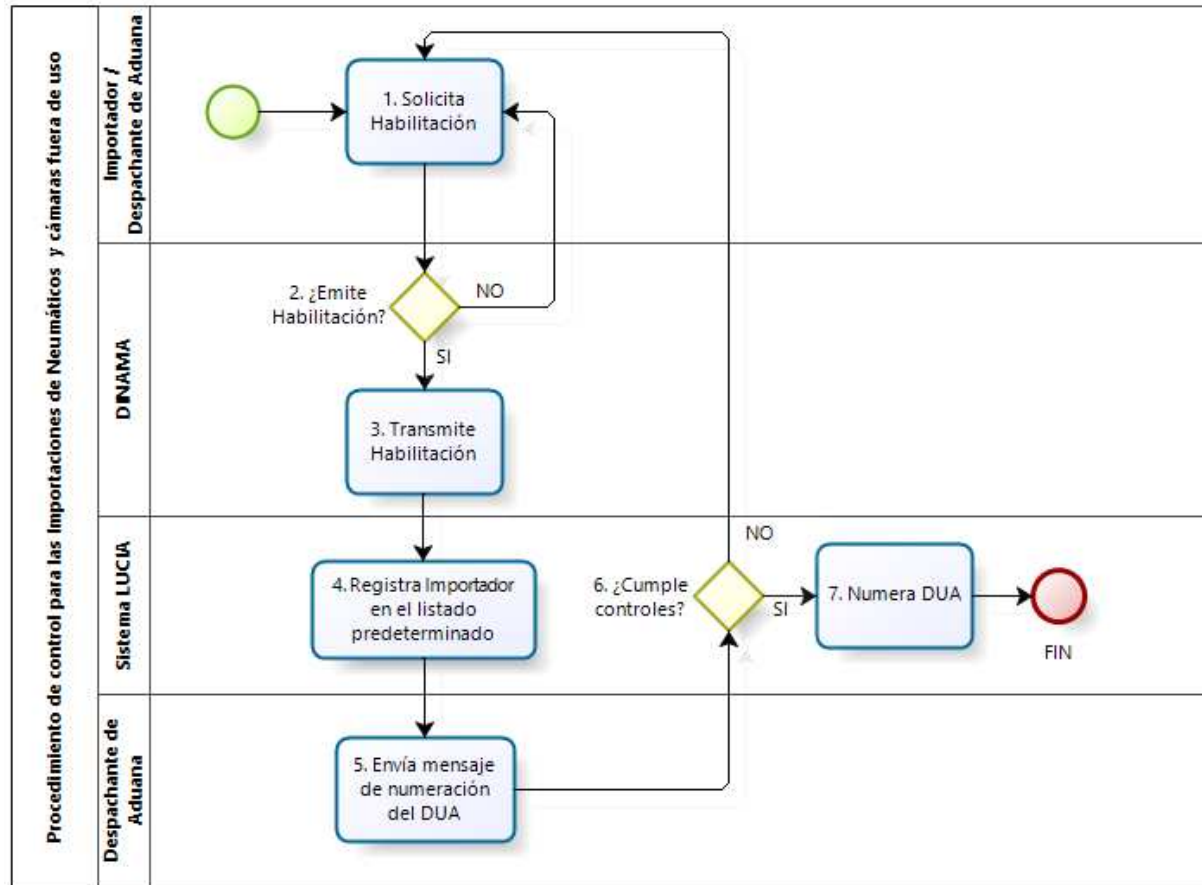 Procedimiento de control para las Importaciones de Neumáticos y cámaras fuera de uso
Importador /
Despachante de Aduana
1. Solicita
Habilitación
DINAMA
2. ¿Emite
Habilitación?
NO
SI
3. Transmite
Habilitación
Sistema LUCIA
4. Registra Importador
en el listado
predeterminado
6. ¿Cumple
controles?
NO
SI
7. Numera DUA
FIN
Despachante de
Aduana
5. Envía mensaje
de numeración
del DUA